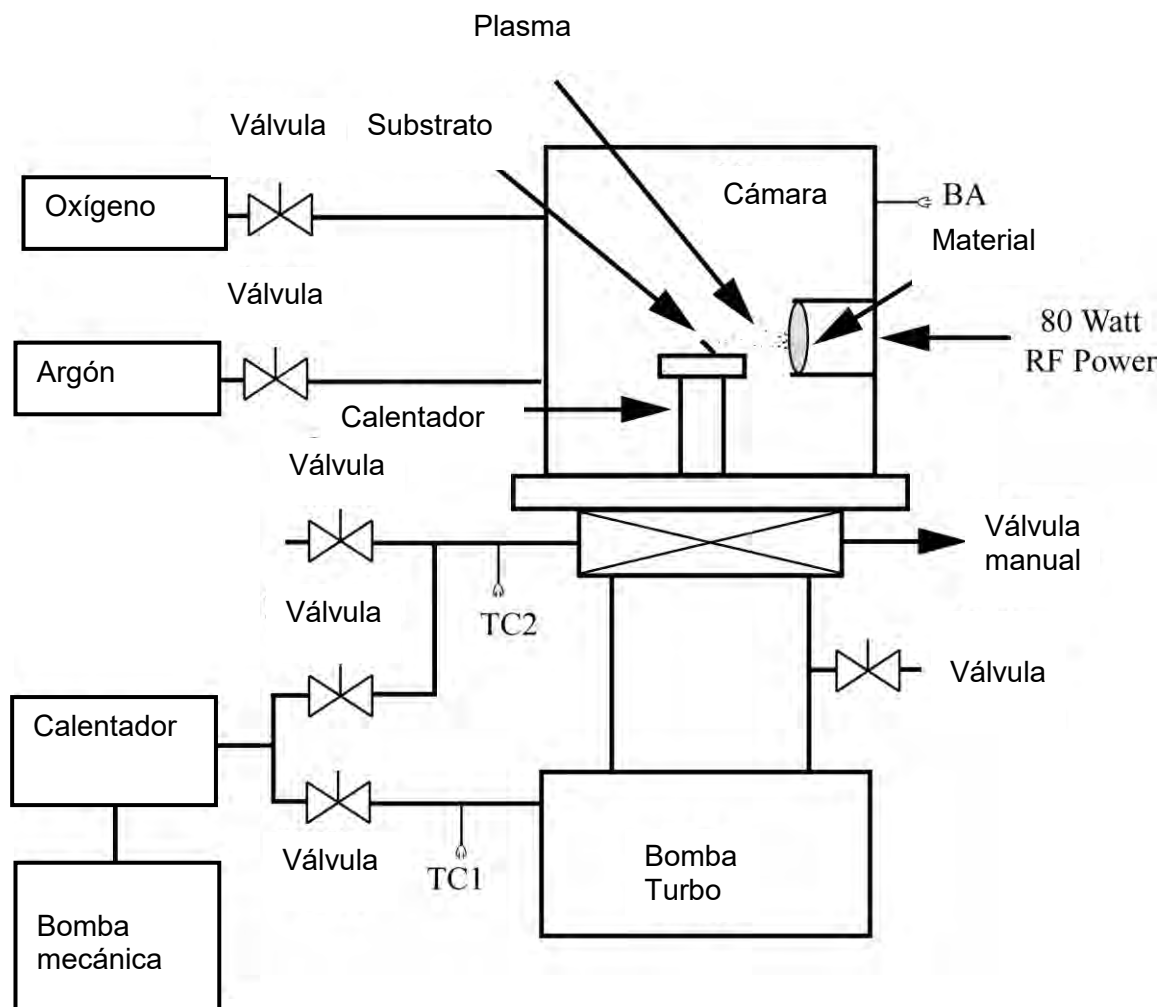 Plasma
Válvula
Substrato
Oxígeno
Cámara
BA
Material
Válvula
80 Watt
RF Power
Argón
Calentador
Válvula
Válvula
manual
Válvula
TC2
Válvula
Calentador
Válvula
TC1
Bomba
Turbo
Bomba
mecánica